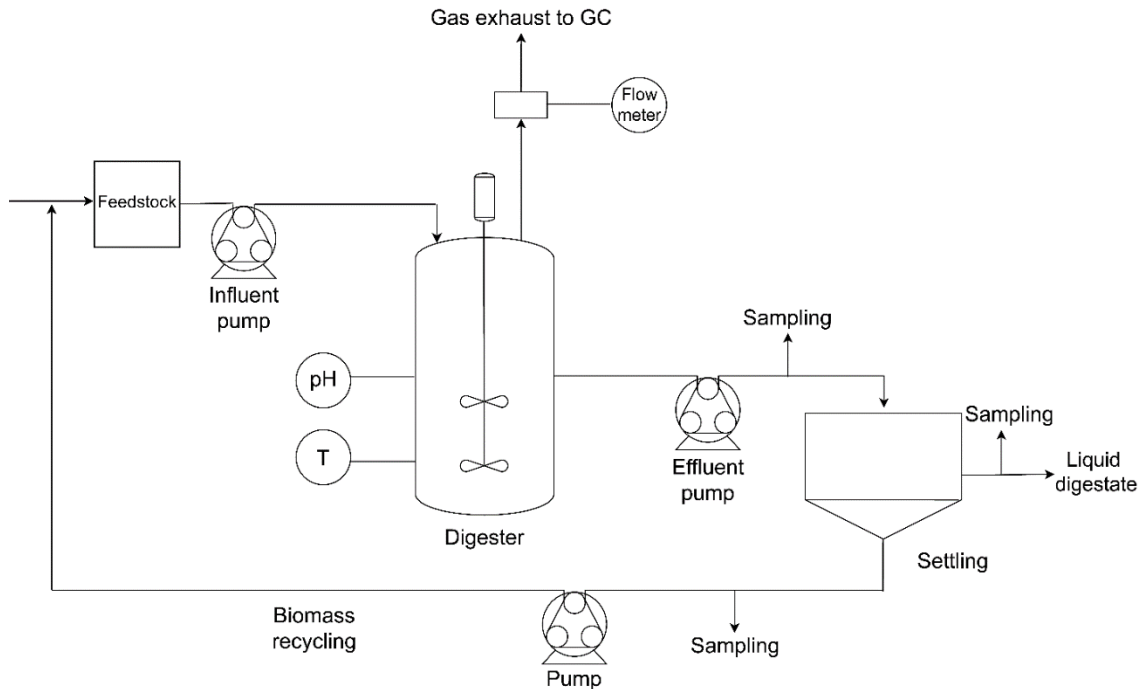 Gas exhaust to GC
Flow
meter
Feedstock
Influent
pump
pH
T
Digester
Sampling
Effluent
pump
Sampling
Liquid
digestate
Settling
Biomass
recycling
Pump
Sampling